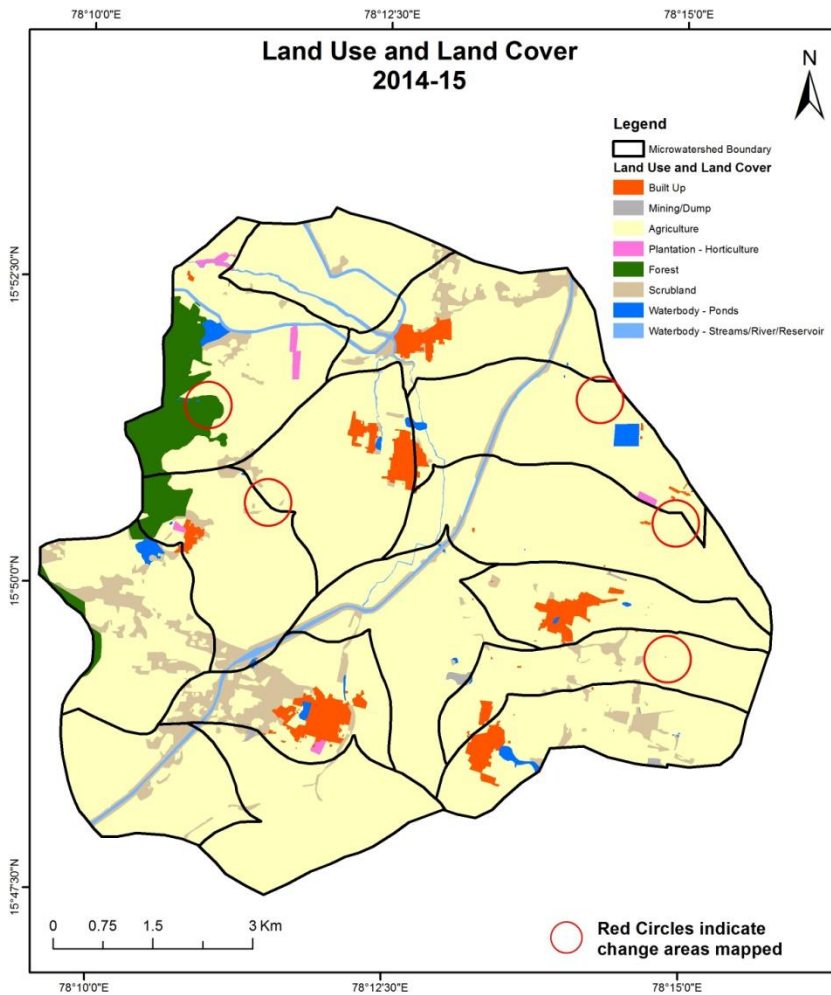 78°10'0"E 78°12'30"E 78°15'0"E
Land Use and Land Cover
2014-15
N
Legend
Microwatershed Boundary
Land Use and Land Cover
Built Up
Mining/Dump
Agriculture
Plantation - Horticulture
Forest
Scrubland
Waterbody - Ponds
Waterbody - Streams/River/Reservoir
15°52'30"N
15°50'0"N
15°47'30"N
0 0.75 1.5 3 Km
Red Circles indicate
change areas mapped
78°10'0"E 78°12'30"E 78°15'0"E